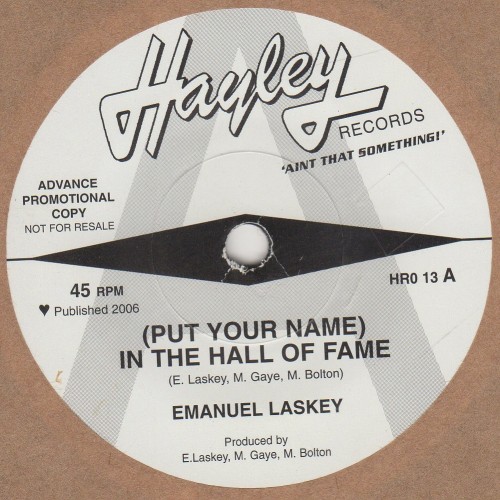 Hayley
RECORDS
'AINT THAT SOMETHING!'
ADVANCE
PROMOTIONAL
COPY
NOT FOR RESALE
45 RPM
♥ Published 2006
HR0 13 A
(PUT YOUR NAME)
IN THE HALL OF FAME
(E. Laskey, M. Gaye, M. Bolton)
EMANUEL LASKEY
Produced by
E.Laskey, M. Gaye, M. Bolton